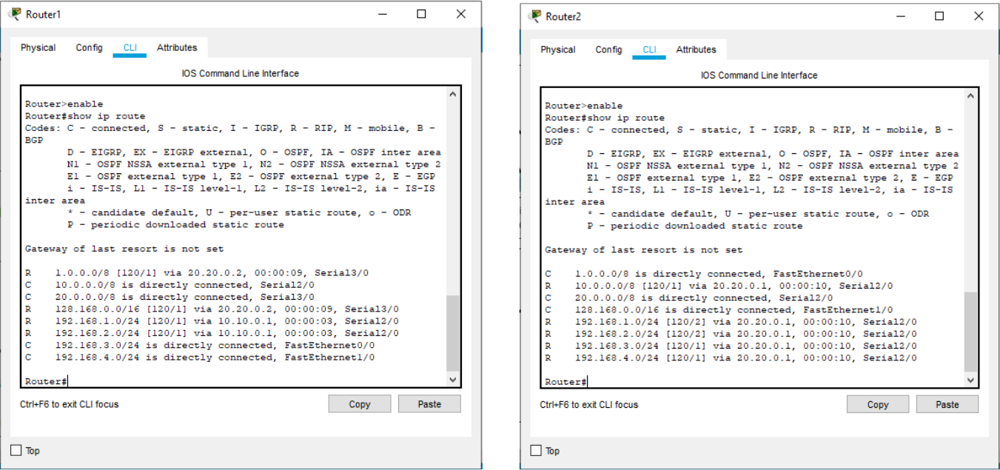 Router1
Physical Config CLI Attributes
IOS Command Line Interface
Router>enable
Router#show ip route
Codes: C - connected, S - static, I - IGRP, R - RIP, M - mobile, B -
BGP
D - EIGRP, EX - EIGRP external, O - OSPF, IA - OSPF inter area
N1 - OSPF NSSA external type 1, N2 - OSPF NSSA external type 2
E1 - OSPF external type 1, E2 - OSPF external type 2, E - EGP
i - IS-IS, L1 - IS-IS level-1, L2 - IS-IS level-2, ia - IS-IS
inter area
* - candidate default, U - per-user static route, o - ODR
P - periodic downloaded static route
Gateway of last resort is not set
R 1.0.0.0/8 [120/1] via 20.20.0.2, 00:00:09, Serial3/0
C 10.0.0.0/8 is directly connected, Serial2/0
C 20.0.0.0/8 is directly connected, Serial3/0
R 128.168.0.0/16 [120/1] via 20.20.0.2, 00:00:09, Serial3/0
R 192.168.1.0/24 [120/1] via 10.10.0.1, 00:00:03, Serial2/0
R 192.168.2.0/24 [120/1] via 10.10.0.1, 00:00:03, Serial2/0
C 192.168.3.0/24 is directly connected, FastEthernet0/0
C 192.168.4.0/24 is directly connected, FastEthernet1/0
Router#
Ctrl+F6 to exit CLI focus
Copy Paste
Top
Router2
Physical Config CLI Attributes
IOS Command Line Interface
Router>enable
Router#show ip route
Codes: C - connected, S - static, I - IGRP, R - RIP, M - mobile, B -
BGP
D - EIGRP, EX - EIGRP external, O - OSPF, IA - OSPF inter area
N1 - OSPF NSSA external type 1, N2 - OSPF NSSA external type 2
E1 - OSPF external type 1, E2 - OSPF external type 2, E - EGP
i - IS-IS, L1 - IS-IS level-1, L2 - IS-IS level-2, ia - IS-IS
inter area
* - candidate default, U - per-user static route, o - ODR
P - periodic downloaded static route
Gateway of last resort is not set
C 1.0.0.0/8 is directly connected, FastEthernet0/0
R 10.0.0.0/8 [120/1] via 20.20.0.1, 00:00:10, Serial2/0
C 20.0.0.0/8 is directly connected, Serial2/0
C 128.168.0.0/16 is directly connected, FastEthernet1/0
R 192.168.1.0/24 [120/2] via 20.20.0.1, 00:00:10, Serial2/0
R 192.168.2.0/24 [120/2] via 20.20.0.1, 00:00:10, Serial2/0
R 192.168.3.0/24 [120/1] via 20.20.0.1, 00:00:10, Serial2/0
R 192.168.4.0/24 [120/1] via 20.20.0.1, 00:00:10, Serial2/0
Router#
Ctrl+F6 to exit CLI focus
Copy Paste
Top